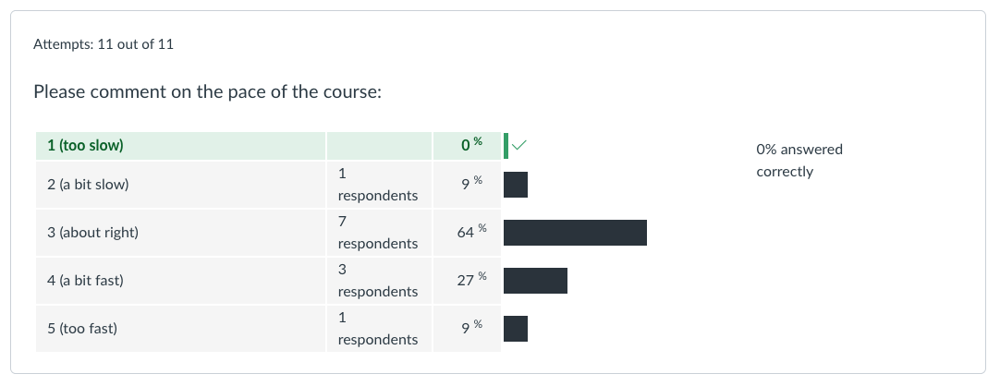 Attempts: 11 out of 11
Please comment on the pace of the course:
1 (too slow) 0 %
0% answered
correctly
2 (a bit slow) 1 respondents 9 %
3 (about right) 7 respondents 64 %
4 (a bit fast) 3 respondents 27 %
5 (too fast) 1 respondents 9 %